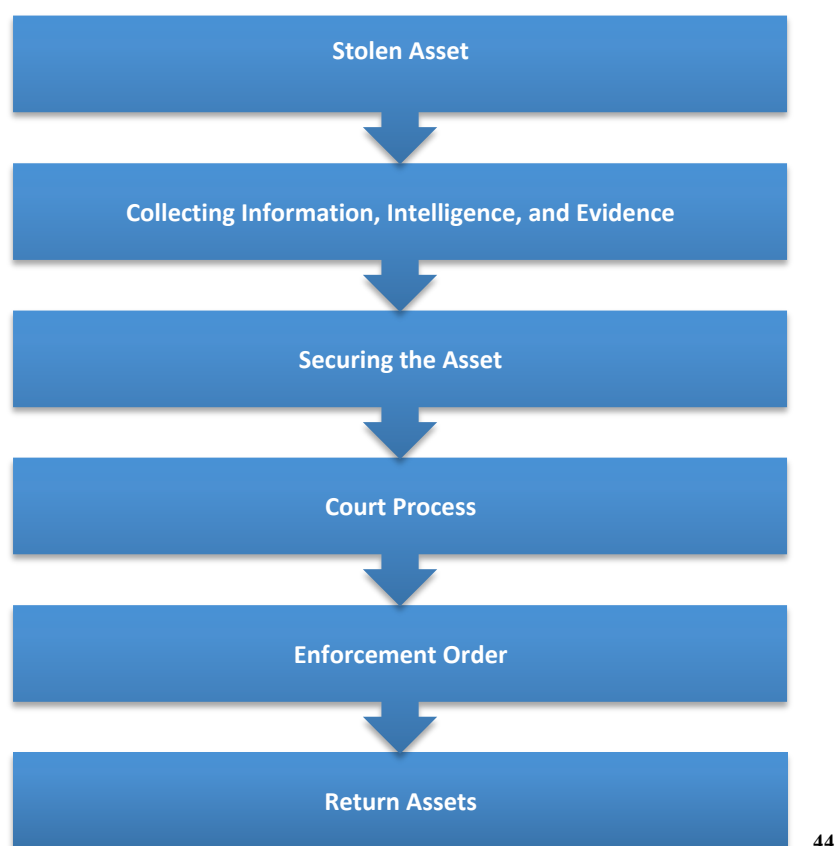 Stolen Asset
Collecting Information, Intelligence, and Evidence
Securing the Asset
Court Process
Enforcement Order
Return Assets
44